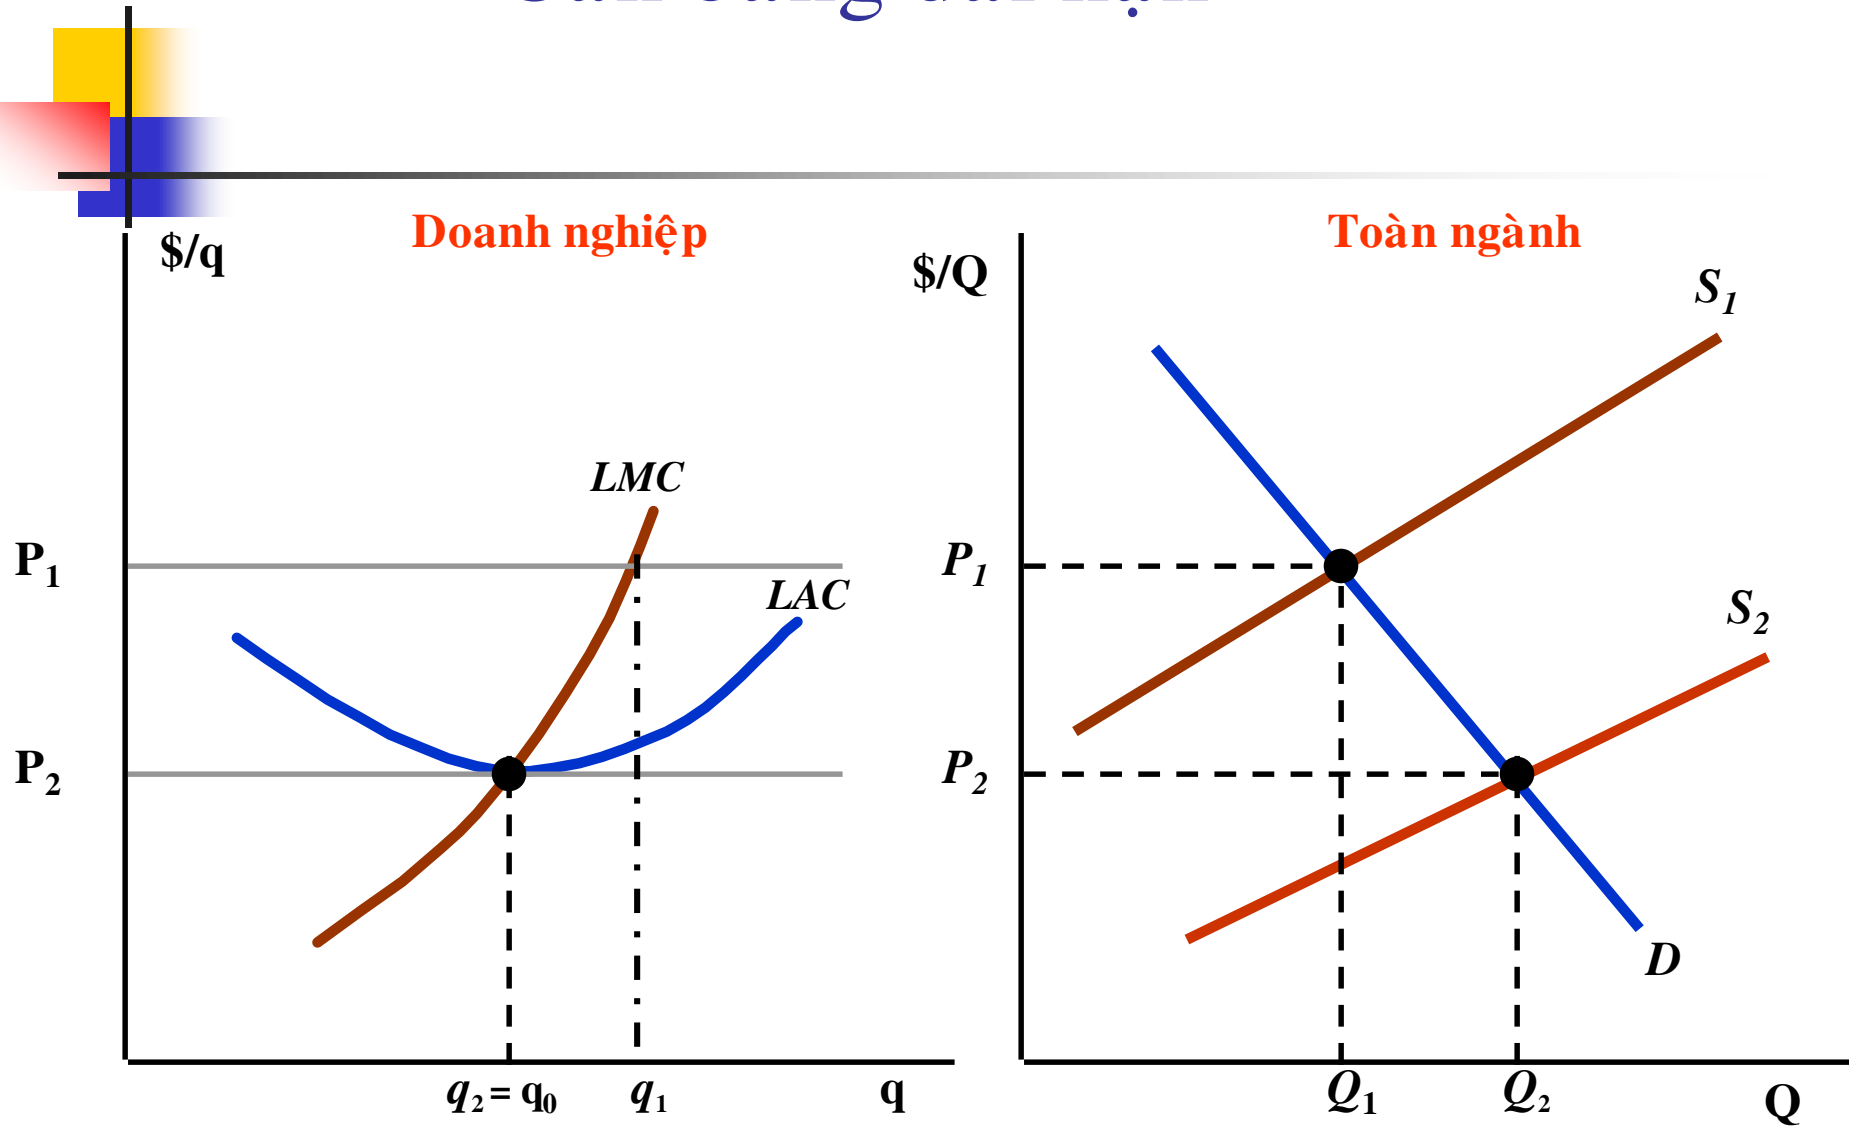 $/q
Doanh nghiệp
LMC
P1
LAC
P2
q2 = q0
q1
q
$/Q
Toàn ngành
S1
P1
S2
P2
D
Q1
Q2
Q